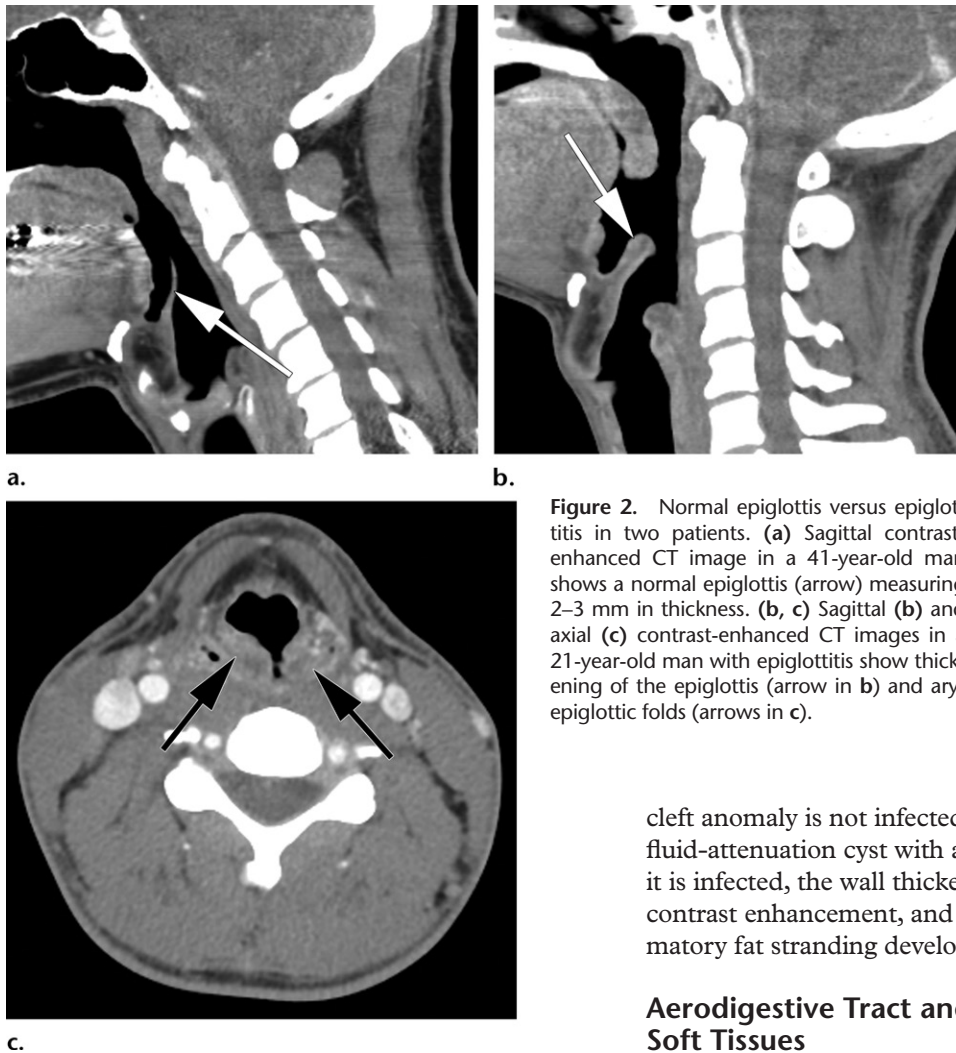 a.
b.
Figure 2. Normal epiglottis versus epiglot
titis in two patients. (a) Sagittal contrast
enhanced CT image in a 41-year-old man
shows a normal epiglottis (arrow) measuring
2–3 mm in thickness. (b, c) Sagittal (b) and
axial (c) contrast-enhanced CT images in
21-year-old man with epiglottitis show thick
ening of the epiglottis (arrow in b) and ary
epiglottic folds (arrows in c).
c.
cleft anomaly is not infected
fluid-attenuation cyst with a
it is infected, the wall thicke
contrast enhancement, and
matory fat stranding develo
Aerodigestive Tract and
Soft Tissues